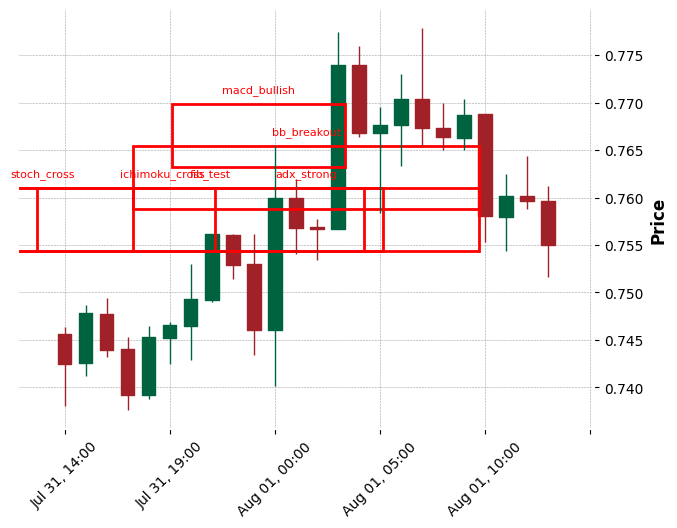 0.775
macd_bullish
0.770
bb_breakout
0.765
stoch_cross
ichimoku_cross
fib_test
adx_strong
0.760
0.755
0.750
0.745
0.740
Price
Jul 31, 14:00
Jul 31, 19:00
Aug 01, 00:00
Aug 01, 05:00
Aug 01, 10:00